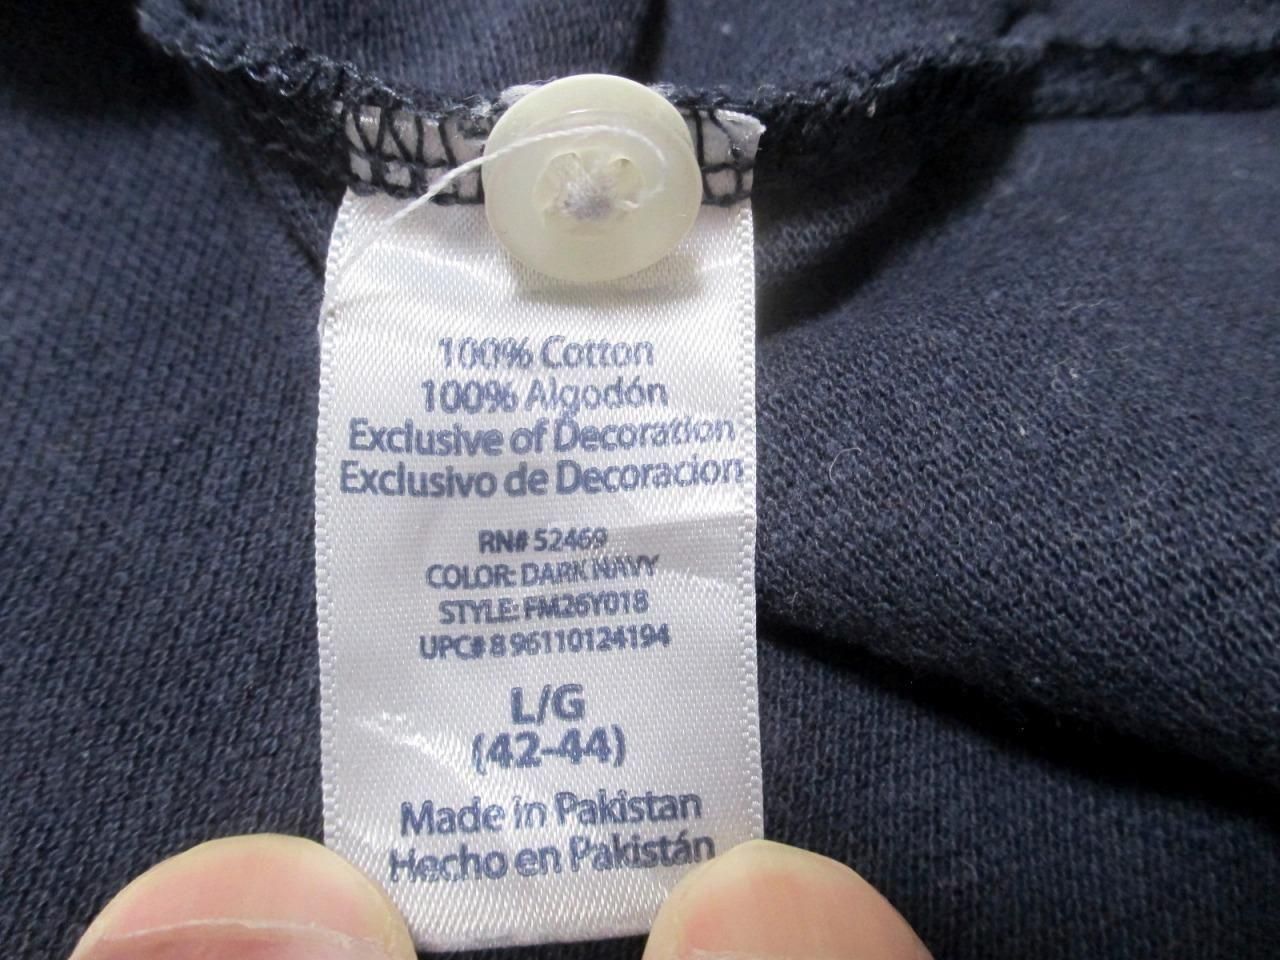 100% Cotton
100% Algodón
Exclusive of Decoration
Exclusivo de Decoracion
RN# 52469
COLOR: DARK NAVY
STYLE: FM26Y018
UPC# 8 96110124194
L/G
(42-44)
Made in Pakistan
Hecho en Pakistán